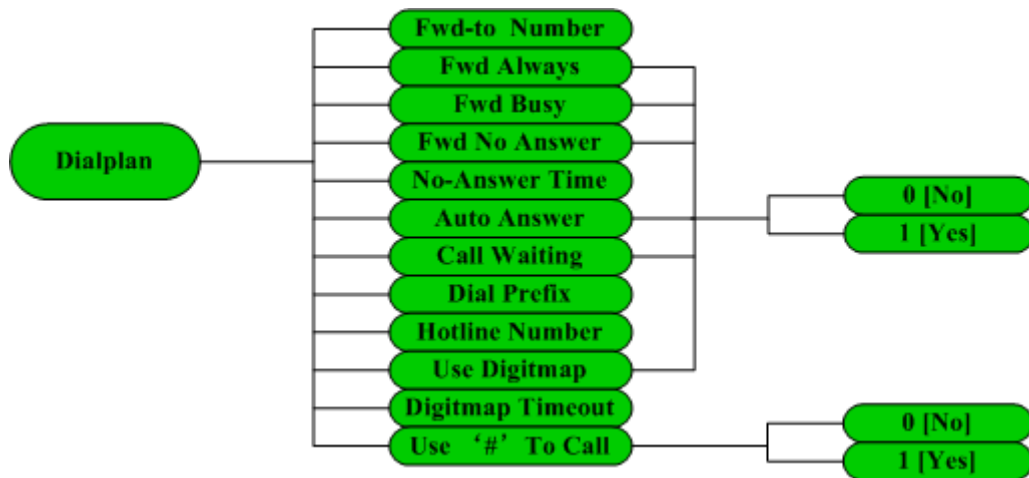 Dialplan
Fwd-to Number
Fwd Always
Fwd Busy
Fwd No Answer
No-Answer Time
Auto Answer
Call Waiting
Dial Prefix
Hotline Number
Use Digitmap
Digitmap Timeout
Use ‘#’ To Call
0 [No]
1 [Yes]
0 [No]
1 [Yes]